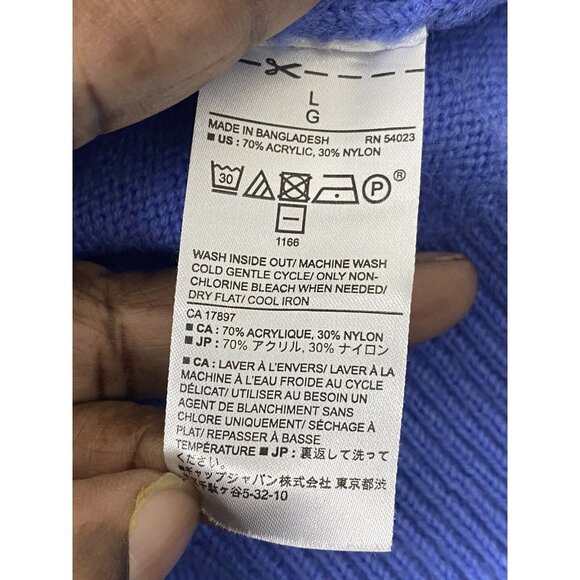 L
G
MADE IN BANGLADESH RN 54023
■ US : 70% ACRYLIC, 30% NYLON
30 P ®
1166
WASH INSIDE OUT/ MACHINE WASH
COLD GENTLE CYCLE/ ONLY NON-
CHLORINE BLEACH WHEN NEEDED/
DRY FLAT/ COOL IRON
CA 17897
■ CA : 70% ACRYLIQUE, 30% NYLON
■ JP : 70% アクリル, 30% ナイロン
■ CA : LAVER À L'ENVERS/ LAVER À LA
MACHINE À L'EAU FROIDE AU CYCLE
DÉLICAT/ UTILISER AU BESOIN UN
AGENT DE BLANCHIMENT SANS
CHLORE UNIQUEMENT/ SÉCHAGE À
PLAT/ REPASSER À BASSE
TEMPÉRATURE ■ JP : 裏返して洗って
ください。
■ ギャップジャパン株式会社 東京都渋
千駄ヶ谷5-32-10